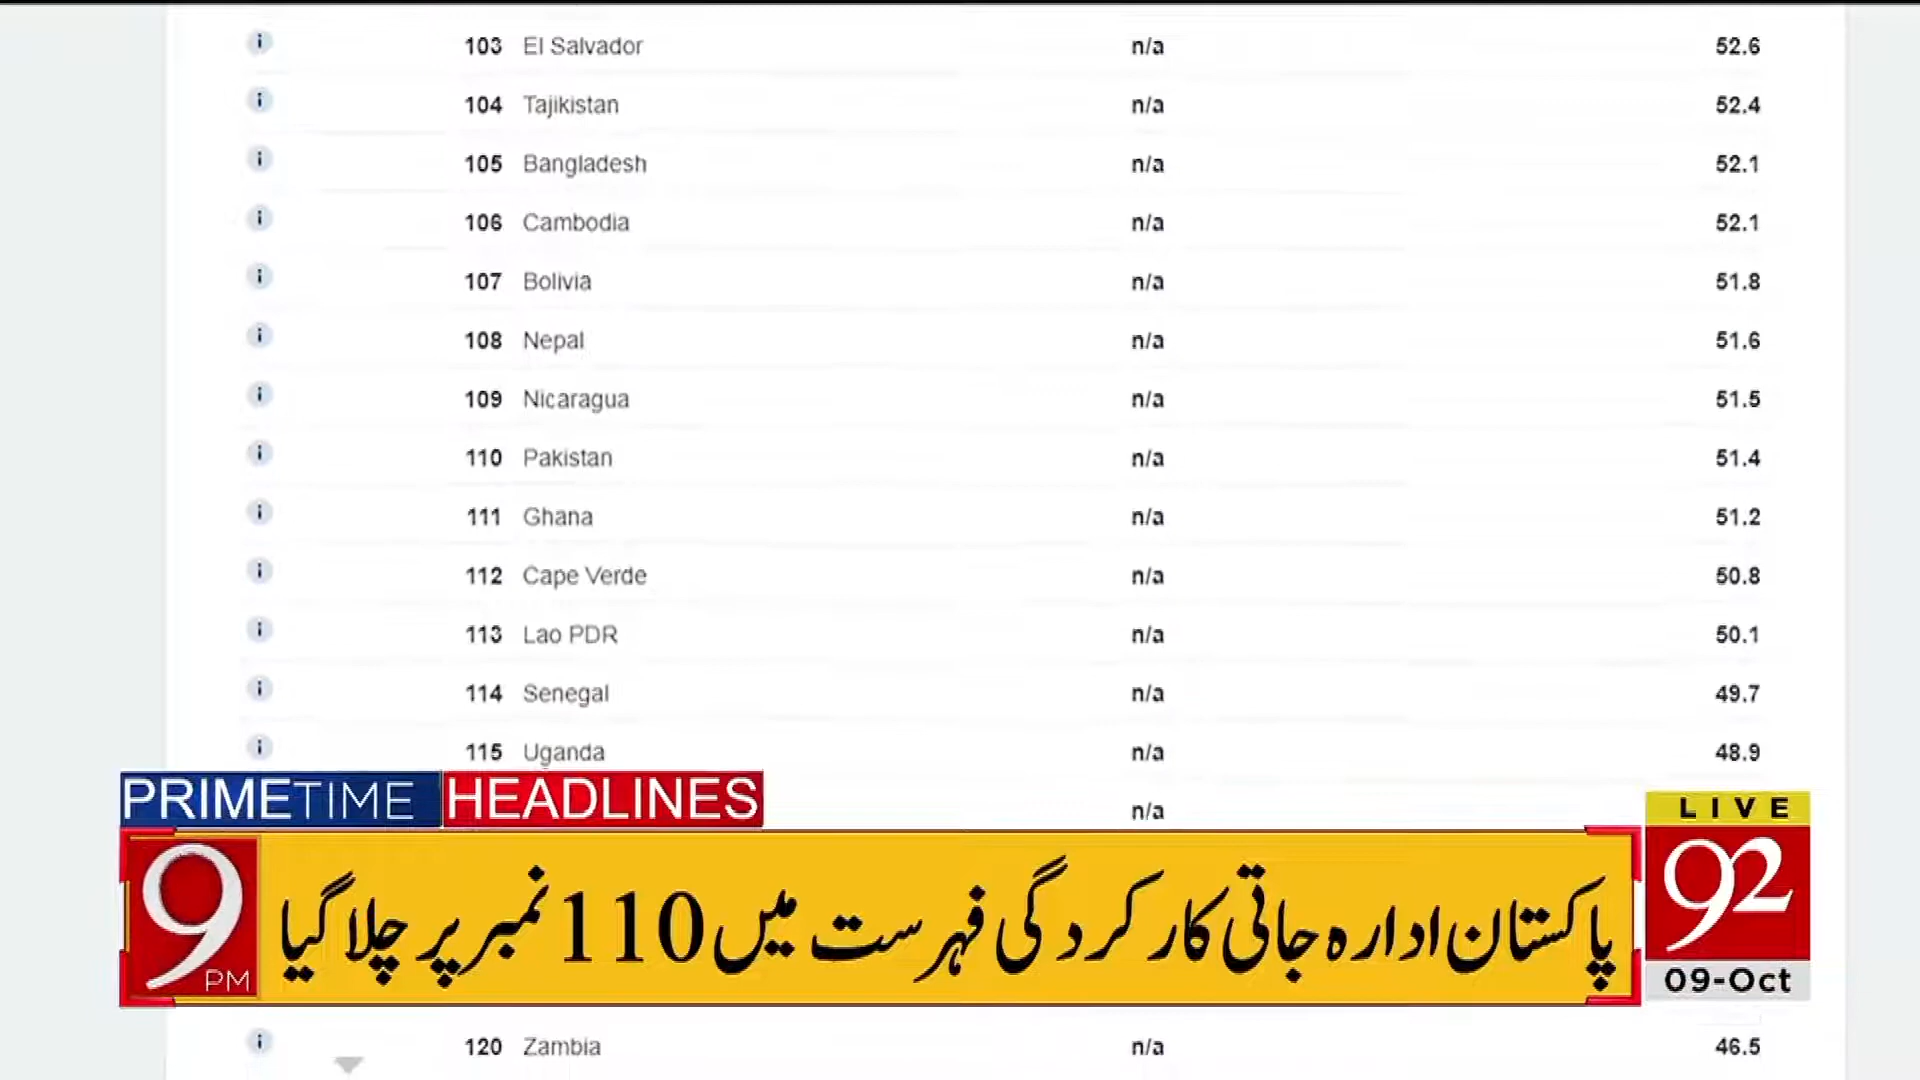 i 103 El Salvador n/a 52.6
i 104 Tajikistan n/a 52.4
i 105 Bangladesh n/a 52.1
i 106 Cambodia n/a 52.1
i 107 Bolivia n/a 51.8
i 108 Nepal n/a 51.6
i 109 Nicaragua n/a 51.5
i 110 Pakistan n/a 51.4
i 111 Ghana n/a 51.2
i 112 Cape Verde n/a 50.8
i 113 Lao PDR n/a 50.1
i 114 Senegal n/a 49.7
i 115 Uganda n/a 48.9
n/a
PRIMETIME HEADLINES
LIVE
9 PM
پاکستان ادارہ جاتی کارکردگی فہرست میں 110 نمبر پر چلا گیا
92
09-Oct
i 120 Zambia n/a 46.5